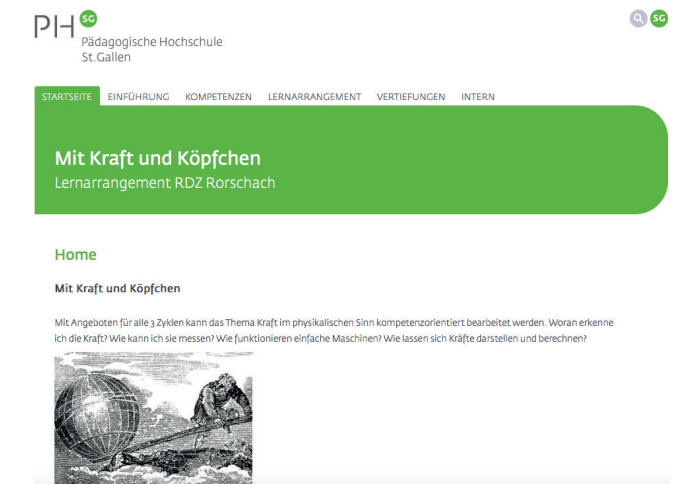 PH SG
Pädagogische Hochschule
St.Gallen
SG
STARTSEITE EINFÜHRUNG KOMPETENZEN LERNARRANGEMENT VERTIEFUNGEN INTERN
Mit Kraft und Köpfchen
Lernarrangement RDZ Rorschach
Home
Mit Kraft und Köpfchen
Mit Angeboten für alle 3 Zyklen kann das Thema Kraft im physikalischen Sinn kompetenzorientiert bearbeitet werden. Woran erkenne
ich die Kraft? Wie kann ich sie messen? Wie funktionieren einfache Maschinen? Wie lassen sich Kräfte darstellen und berechnen?